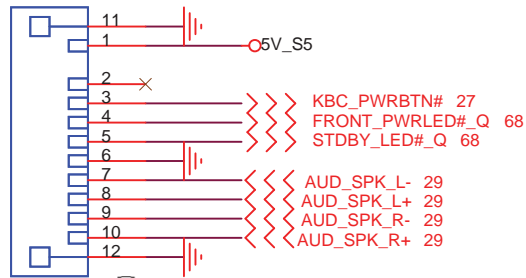 11
1 5V_S5
2
3 KBC_PWRBTN# 27
4 FRONT_PWRLED#_Q 68
5 STDBY_LED#_Q 68
6
7 AUD_SPK_L- 29
8 AUD_SPK_L+ 29
9 AUD_SPK_R- 29
10 AUD_SPK_R+ 29
12